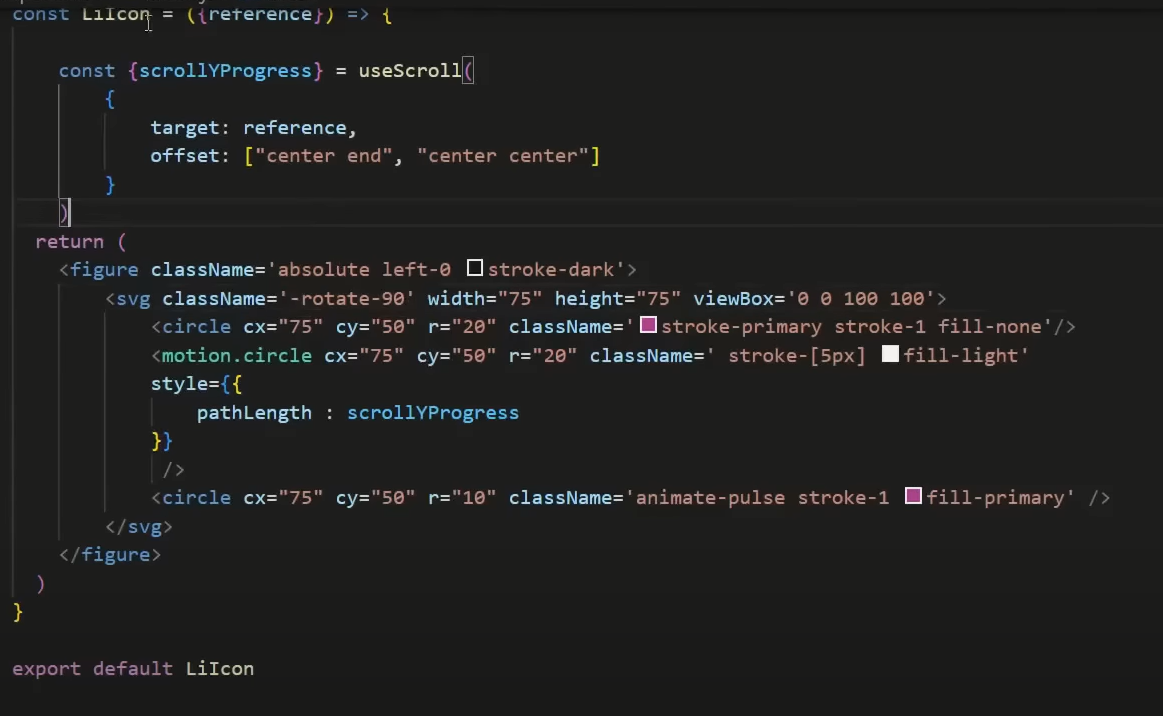 const LiIcon = ({reference}) => {
const {scrollYProgress} = useScroll(
{
target: reference,
offset: ["center end", "center center"]
}
)
return (
<figure className='absolute left-0 stroke-dark'>
<svg className='-rotate-90' width="75" height="75" viewBox='0 0 100 100'>
<circle cx="75" cy="50" r="20" className='stroke-primary stroke-1 fill-none'/>
<motion.circle cx="75" cy="50" r="20" className=' stroke-[5px] fill-light'
style={{
pathLength : scrollYProgress
}}
/>
<circle cx="75" cy="50" r="10" className='animate-pulse stroke-1 fill-primary' />
</svg>
</figure>
)
}
export default LiIcon